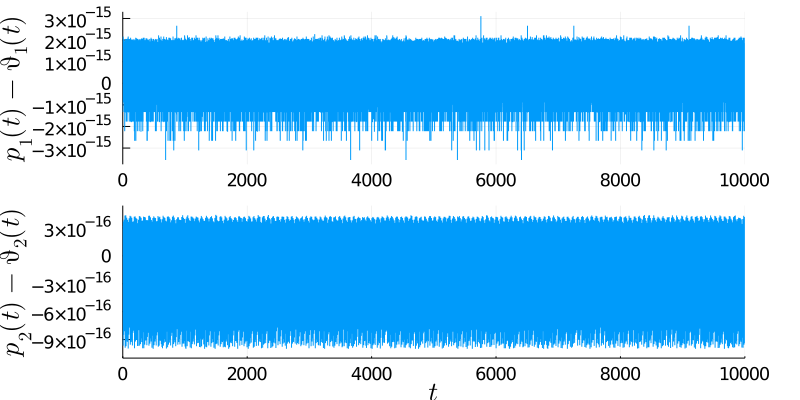 p₁(t) − ϑ₁(t)
3×10⁻¹⁵
2×10⁻¹⁵
1×10⁻¹⁵
0
−1×10⁻¹⁵
−2×10⁻¹⁵
−3×10⁻¹⁵
0 2000 4000 6000 8000 10000
p₂(t) − ϑ₂(t)
3×10⁻¹⁶
0
−3×10⁻¹⁶
−6×10⁻¹⁶
−9×10⁻¹⁶
0 2000 4000 6000 8000 10000
t